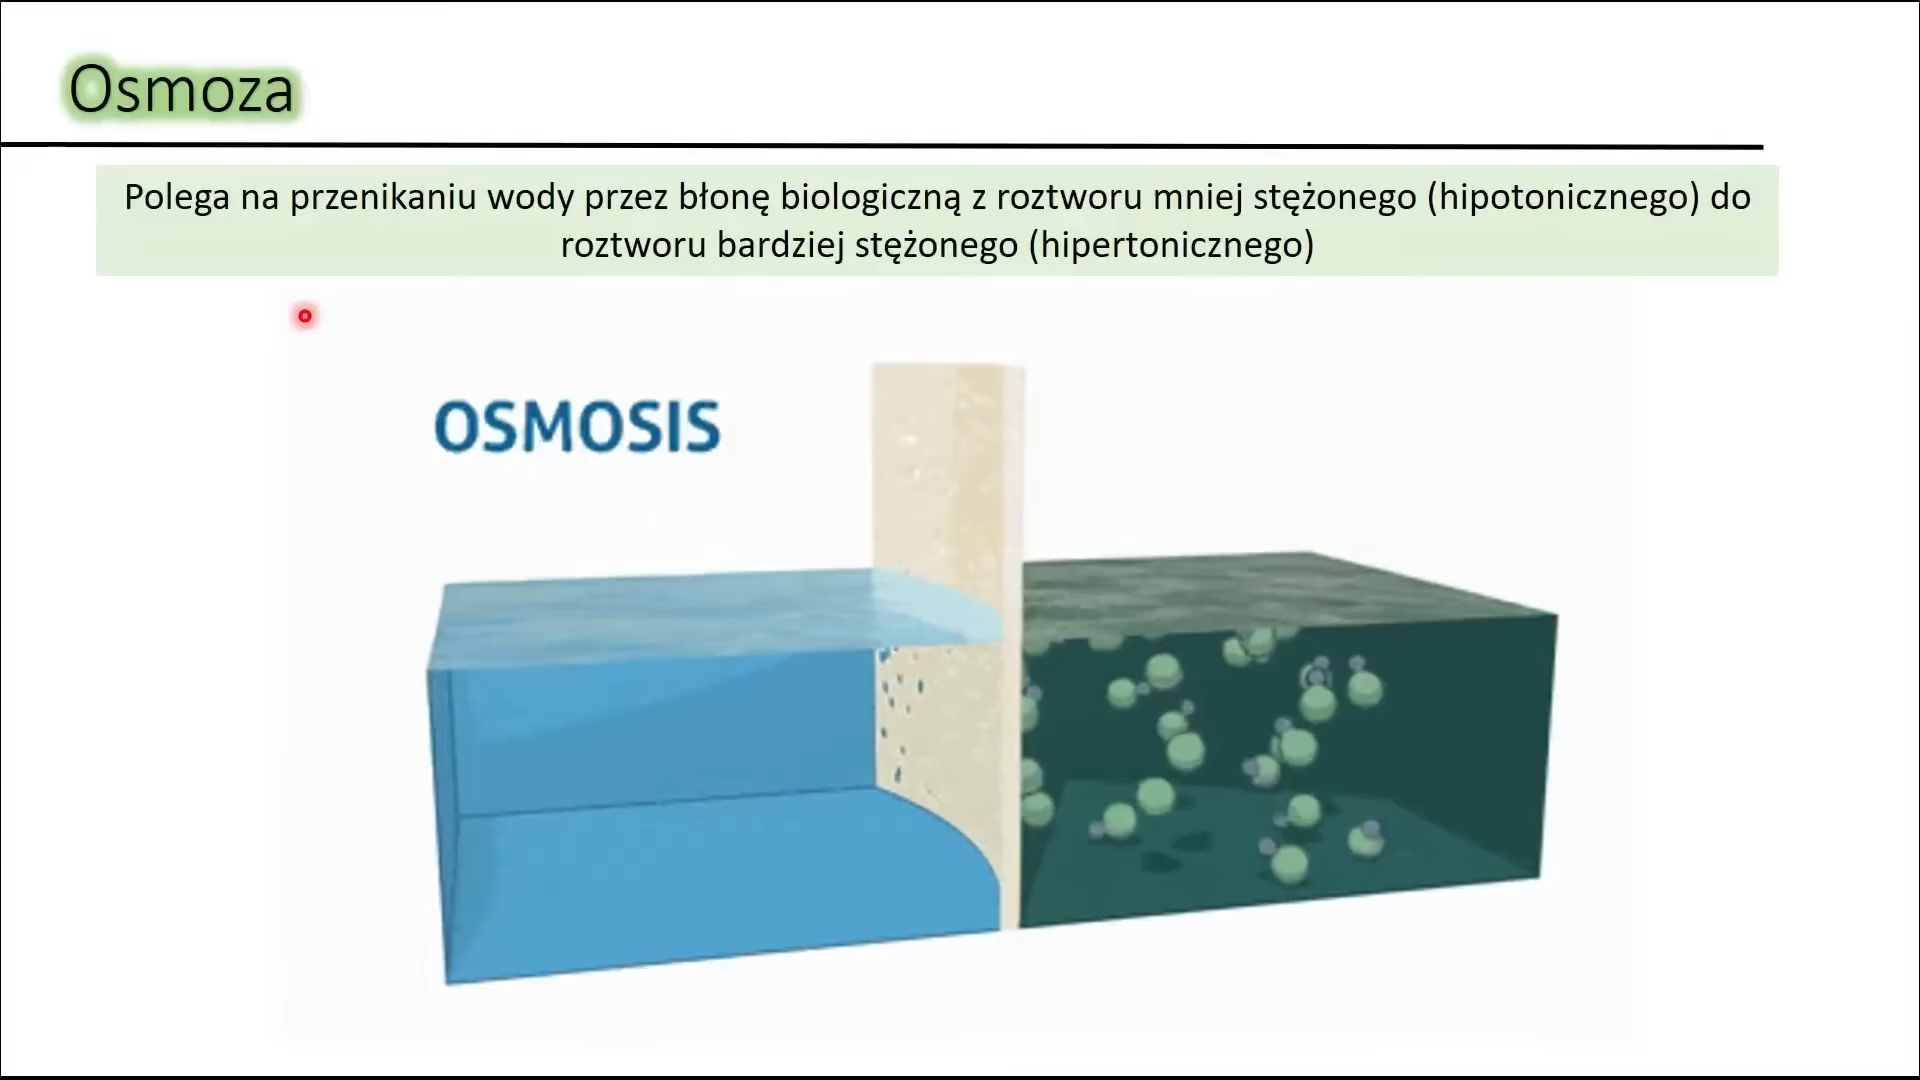 Osmoza
Polega na przenikaniu wody przez błonę biologiczną z roztworu mniej stężonego (hipotonicznego) do
roztworu bardziej stężonego (hipertonicznego)
OSMOSIS